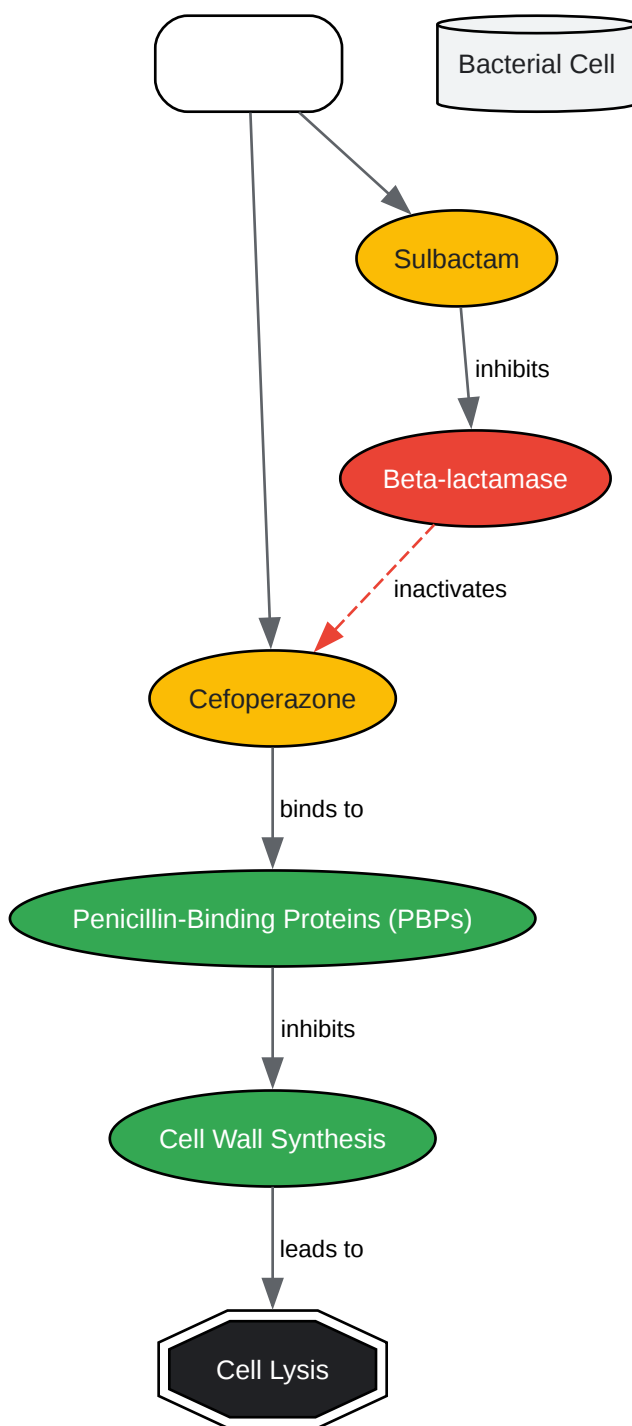 Bacterial Cell
Sulbactam
inhibits
Beta-lactamase
inactivates
Cefoperazone
binds to
Penicillin-Binding Proteins (PBPs)
inhibits
Cell Wall Synthesis
leads to
Cell Lysis